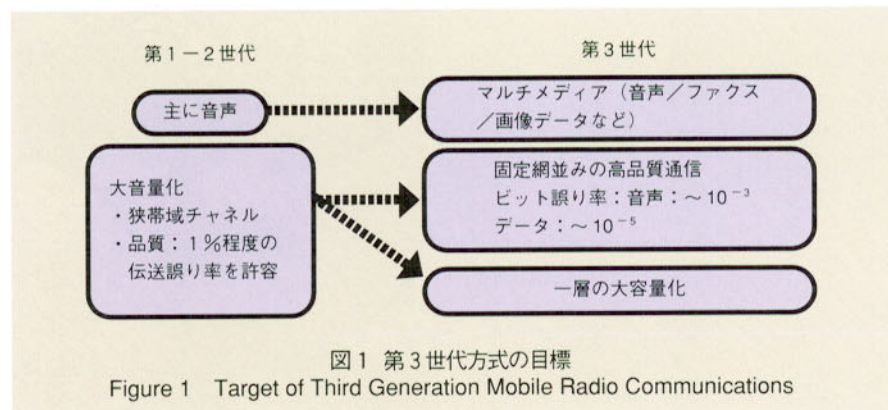 第1－2世代
第3世代
主に音声
マルチメディア（音声／ファクス
／画像データなど）
大音量化
・狭帯域チャネル
・品質：1％程度の
伝送誤り率を許容
固定網並みの高品質通信
ビット誤り率：音声：～10⁻³
データ：～10⁻⁵
一層の大容量化
図1 第3世代方式の目標
Figure 1 Target of Third Generation Mobile Radio Communications